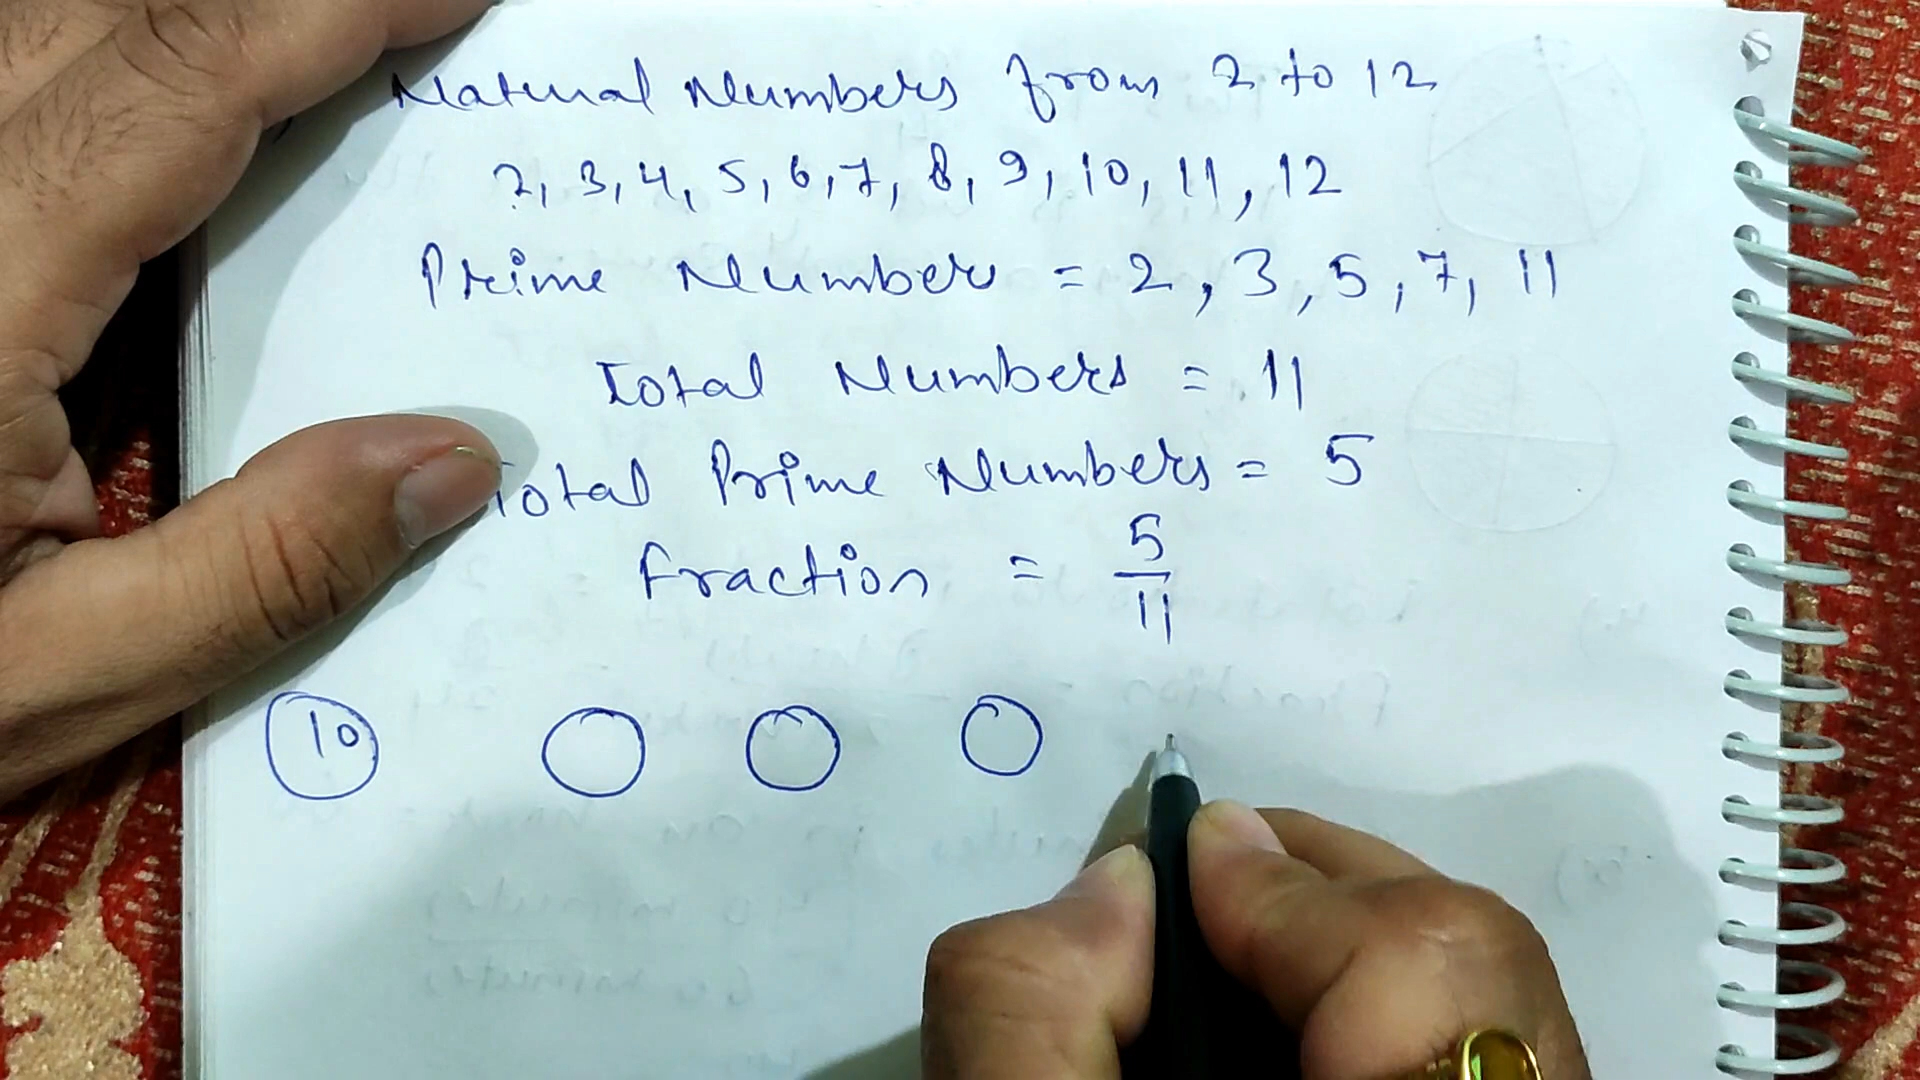 Natural Numbers from 2 to 12
2, 3, 4, 5, 6, 7, 8, 9, 10, 11, 12
Prime Number = 2, 3, 5, 7, 11
Total Numbers = 11
Total Prime Numbers = 5
fraction = 5/11
10